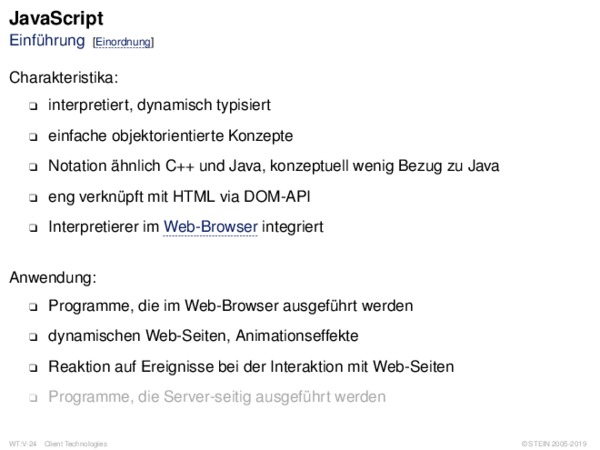 JavaScript
Einführung [Einordnung]
Charakteristika:
❑ interpretiert, dynamisch typisiert
❑ einfache objektorientierte Konzepte
❑ Notation ähnlich C++ und Java, konzeptuell wenig Bezug zu Java
❑ eng verknüpft mit HTML via DOM-API
❑ Interpretierer im Web-Browser integriert
Anwendung:
❑ Programme, die im Web-Browser ausgeführt werden
❑ dynamischen Web-Seiten, Animationseffekte
❑ Reaktion auf Ereignisse bei der Interaktion mit Web-Seiten
❑ Programme, die Server-seitig ausgeführt werden
WT:V-24 Client Technologies © STEIN 2005-2019